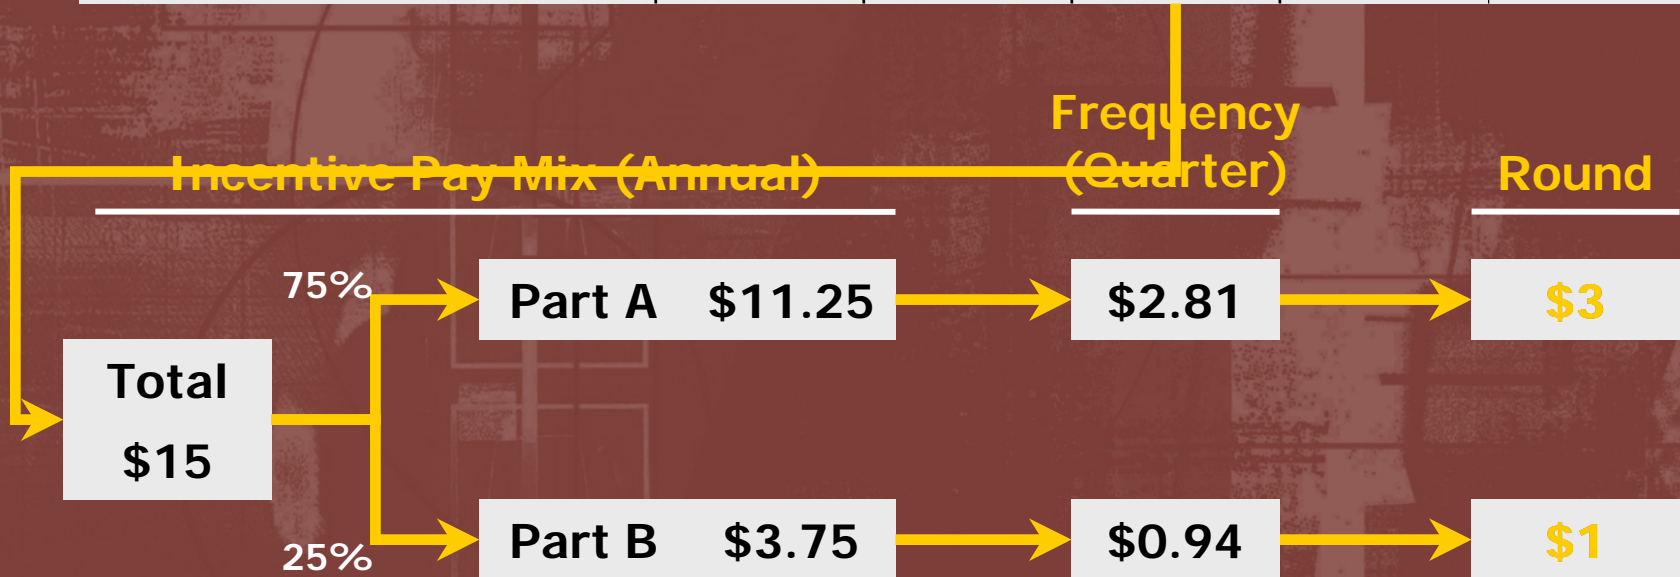 Frequency
Incentive Pay Mix (Annual) (Quarter) Round
75%
Part A $11.25 $2.81 $3
Total
$15
Part B $3.75 $0.94 $1
25%